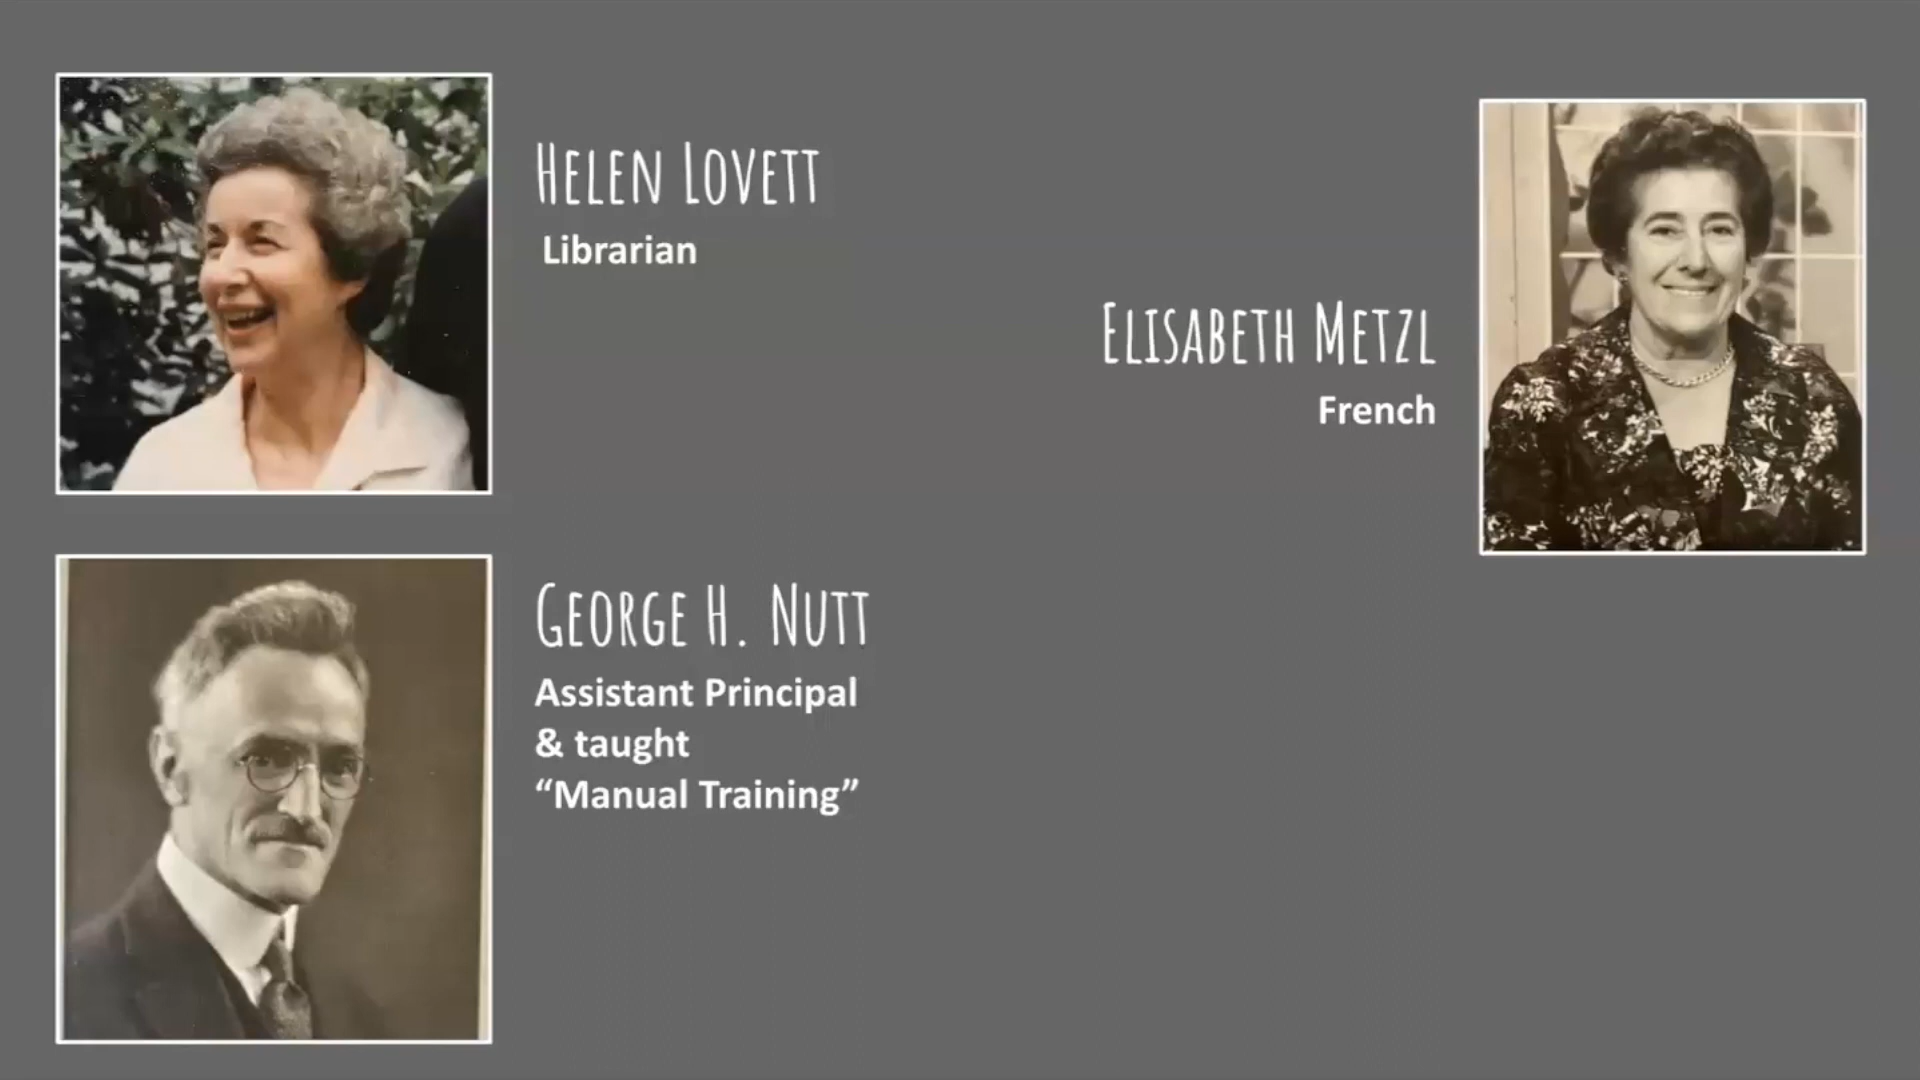 HELEN LOVETT
Librarian
ELISABETH METZL
French
GEORGE H. NUTT
Assistant Principal
& taught
“Manual Training”